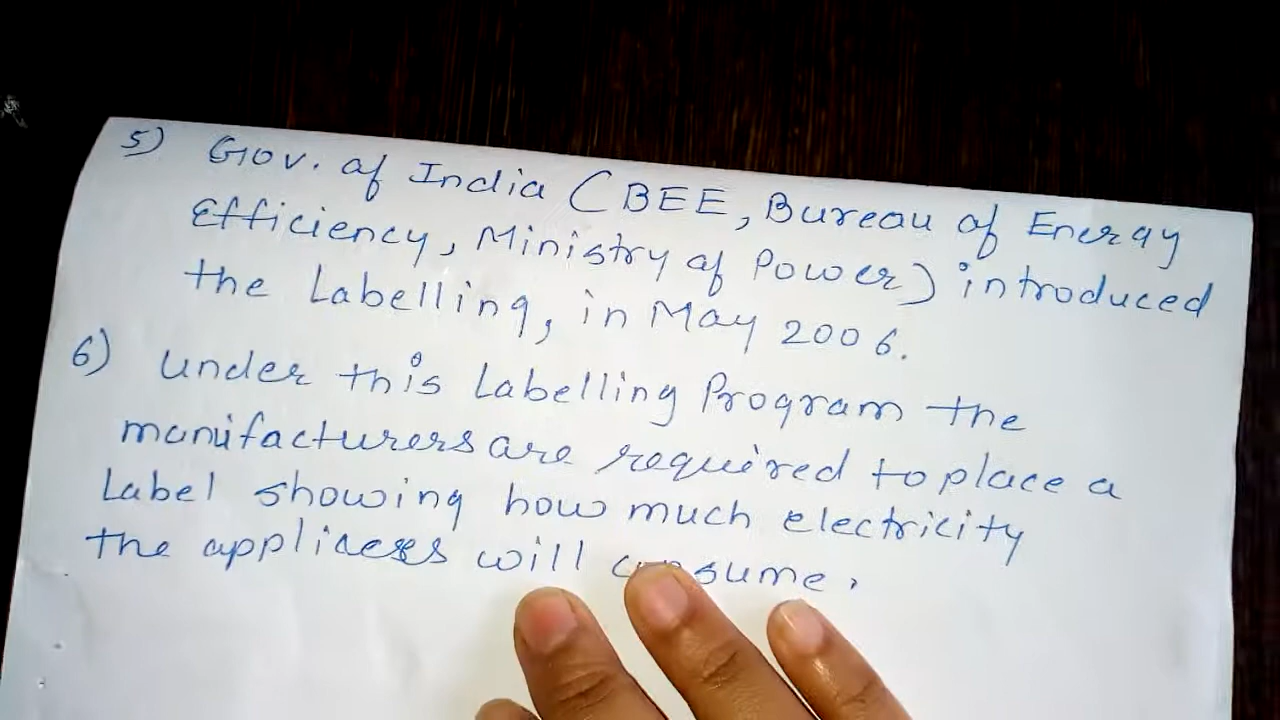 5) Gov. of India (BEE, Bureau of Energy
Efficiency, Ministry of Power) introduced
the Labelling, in May 2006.
6) Under this Labelling Program the
manufacturers are required to place a
Label showing how much electricity
the will consume.